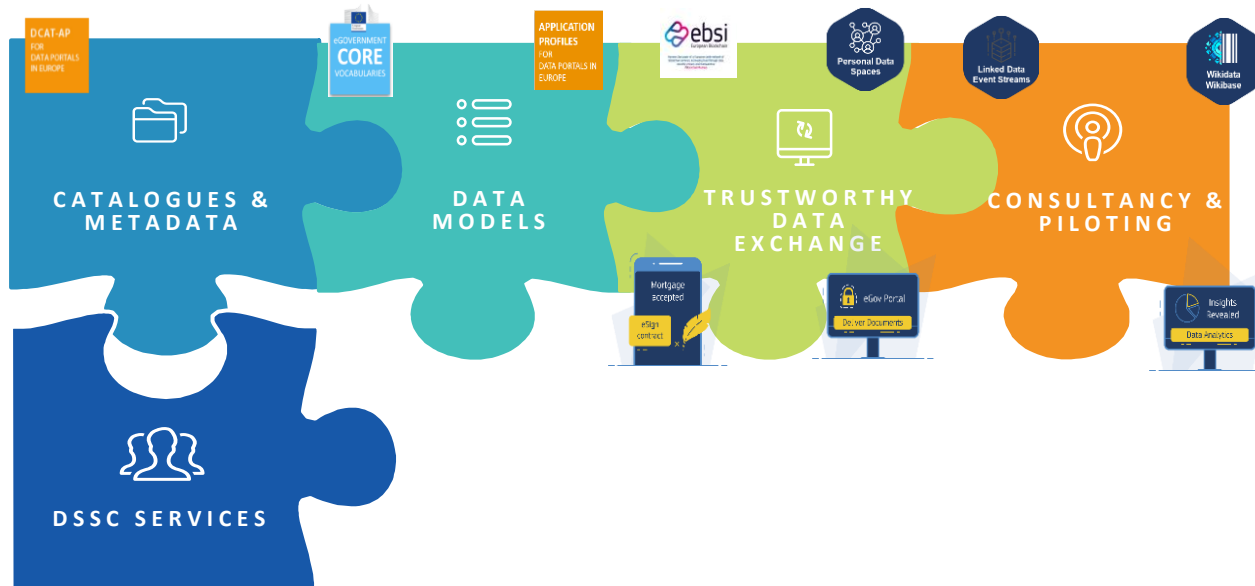 DCAT-AP
FOR
DATA PORTALS
IN EUROPE
eGOVERNMENT
CORE
VOCABULARIES
APPLICATION
PROFILES
FOR
DATA PORTALS IN
EUROPE
ebsi
European Blockchain
Personal Data
Spaces
Linked Data
Event Streams
Wikidata
Wikibase
CATALOGUES &
METADATA
DATA
MODELS
TRUSTWORTHY
DATA
EXCHANGE
CONSULTANCY &
PILOTING
Mortgage
accepted
eSign
contract
eGov Portal
Deliver Documents
Insights
Revealed
Data Analytics
DSSC SERVICES